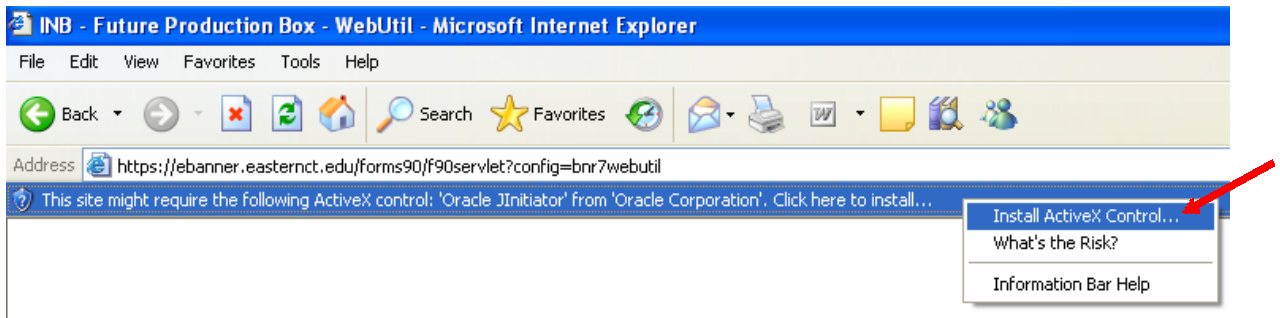 INB - Future Production Box - WebUtil - Microsoft Internet Explorer
File Edit View Favorites Tools Help
Back Search Favorites W
Address https://ebanner.easternct.edu/forms90/f90servlet?config=bnr7webutil
This site might require the following ActiveX control: 'Oracle JInitiator' from 'Oracle Corporation'. Click here to install...
Install ActiveX Control...
What's the Risk?
Information Bar Help